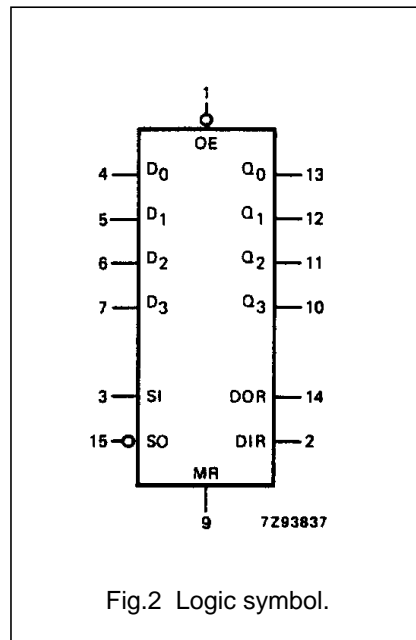 1
OE
4 D0 Q0 13
5 D1 Q1 12
6 D2 Q2 11
7 D3 Q3 10
3 SI DOR 14
15 SO DIR 2
MR
9 7Z93837
Fig.2 Logic symbol.